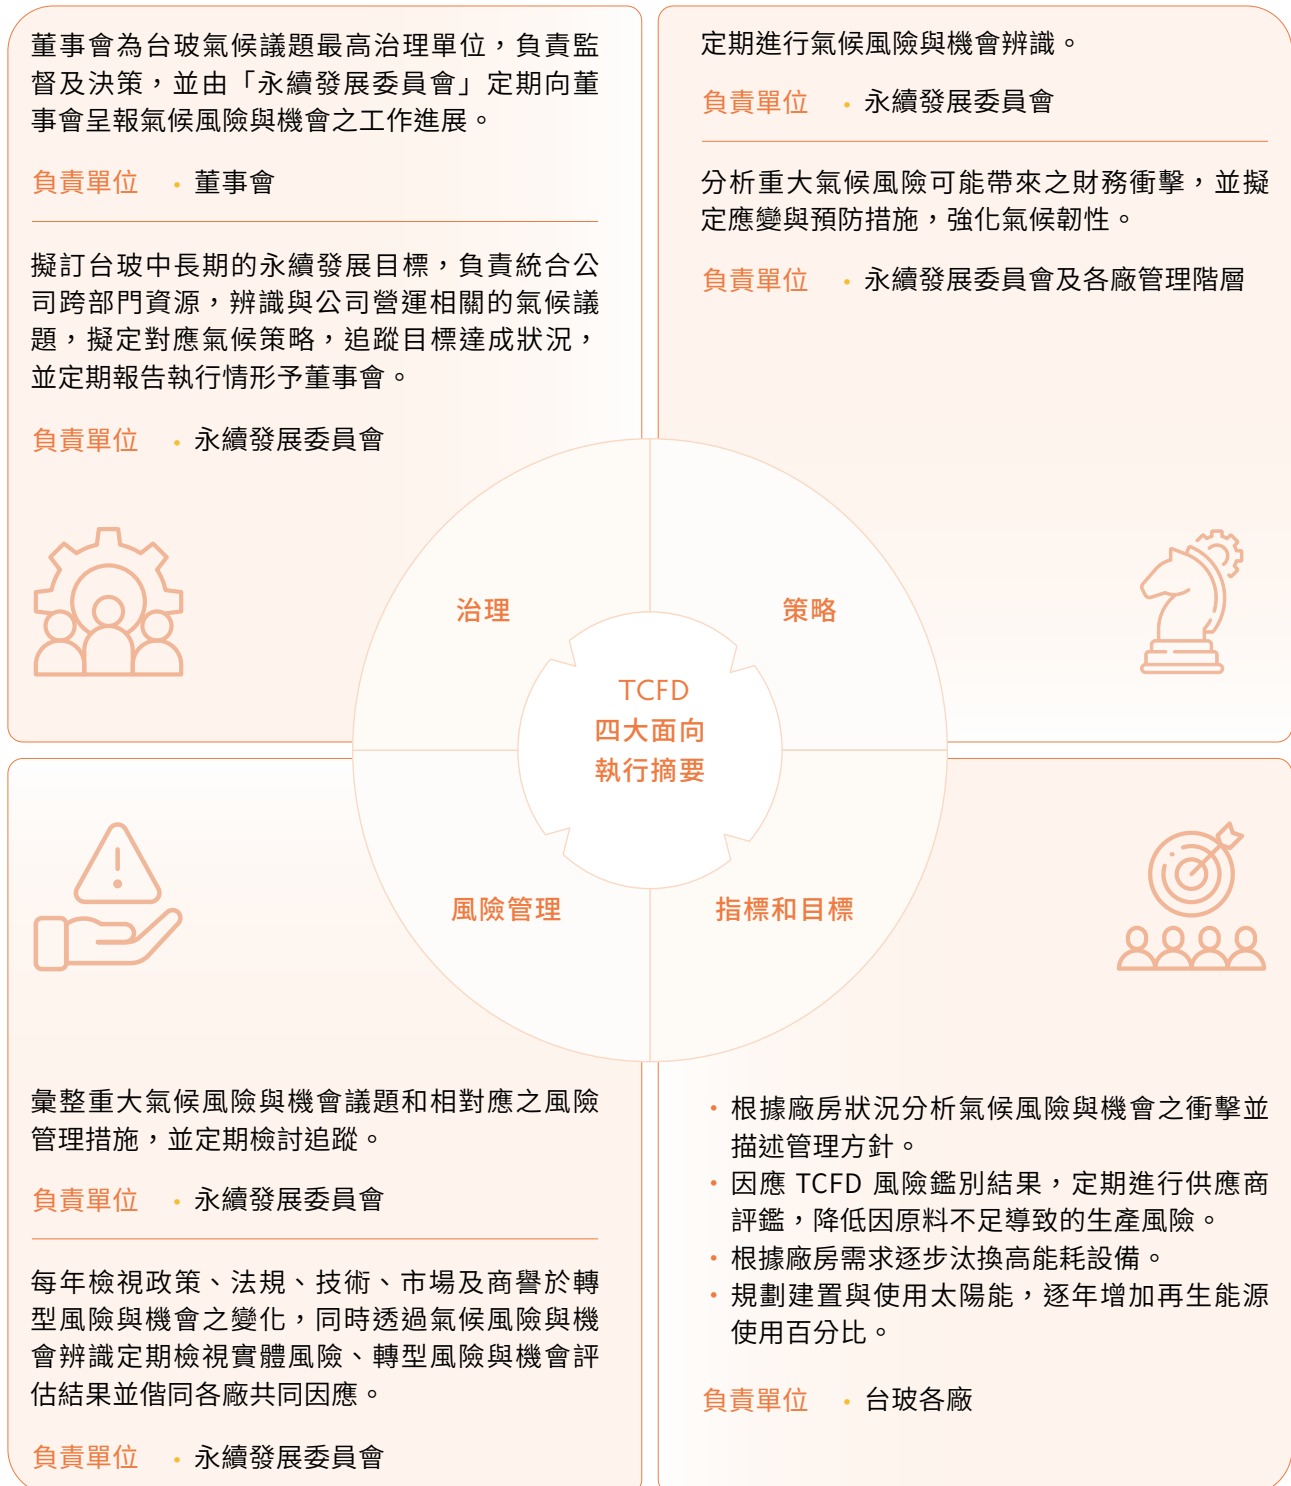 董事會為台玻氣候議題最高治理單位，負責監
督及決策，並由「永續發展委員會」定期向董
事會呈報氣候風險與機會之工作進展。
負責單位 • 董事會
擬訂台玻中長期的永續發展目標，負責統合公
司跨部門資源，辨識與公司營運相關的氣候議
題，擬定對應氣候策略，追蹤目標達成狀況，
並定期報告執行情形予董事會。
負責單位 • 永續發展委員會
定期進行氣候風險與機會辨識。
負責單位 • 永續發展委員會
分析重大氣候風險可能帶來之財務衝擊，並擬
定應變與預防措施，強化氣候韌性。
負責單位 • 永續發展委員會及各廠管理階層
治理
策略
TCFD
四大面向
執行摘要
風險管理
指標和目標
彙整重大氣候風險與機會議題和相對應之風險
管理措施，並定期檢討追蹤。
負責單位 • 永續發展委員會
每年檢視政策、法規、技術、市場及商譽於轉
型風險與機會之變化，同時透過氣候風險與機
會辨識定期檢視實體風險、轉型風險與機會評
估結果並偕同各廠共同因應。
負責單位 • 永續發展委員會
• 根據廠房狀況分析氣候風險與機會之衝擊並
描述管理方針。
• 因應 TCFD 風險鑑別結果，定期進行供應商
評鑑，降低因原料不足導致的生產風險。
• 根據廠房需求逐步汰換高能耗設備。
• 規劃建置與使用太陽能，逐年增加再生能源
使用百分比。
負責單位 • 台玻各廠